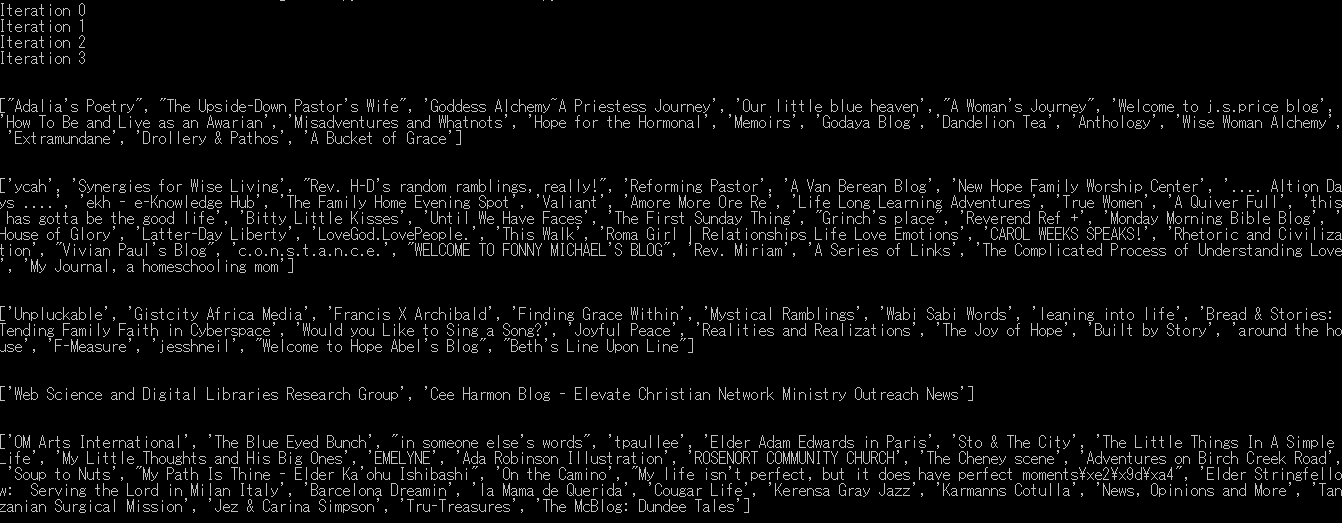 Iteration 0
Iteration 1
Iteration 2
Iteration 3
["Adalia's Poetry", "The Upside-Down Pastor's Wife", 'Goddess Alchemy~A Priestess Journey', 'Our little blue heaven', "A Woman's Journey", 'Welcome to j.s.price blog',
'How To Be and Live as an Awarian', 'Misadventures and Whatnots', 'Hope for the Hormonal', 'Memoirs', 'Godaya Blog', 'Dandelion Tea', 'Anthology', 'Wise Woman Alchemy',
'Extramundane', 'Drollery & Pathos', 'A Bucket of Grace']
['ycah', 'Synergies for Wise Living', "Rev. H-D's random ramblings, really!", 'Reforming Pastor', 'A Van Berean Blog', 'New Hope Family Worship Center', '.... Altion Da
ys ....', 'ekh - e-Knowledge Hub', 'The Family Home Evening Spot', 'Valiant', 'Amore More Ore Re', 'Life Long Learning Adventures', 'True Women', 'A Quiver Full', 'this
has gotta be the good life', 'Bitty Little Kisses', 'Until We Have Faces', 'The First Sunday Thing', "Grinch's place", 'Reverend Ref +', 'Monday Morning Bible Blog', '
House of Glory', 'Latter-Day Liberty', 'LoveGod.LovePeople.', 'This Walk', 'Roma Girl | Relationships Life Love Emotions', 'CAROL WEEKS SPEAKS!', 'Rhetoric and Civiliza
tion', "Vivian Paul's Blog", 'c.o.n.s.t.a.n.c.e.', "WELCOME TO FONNY MICHAEL'S BLOG", 'Rev. Miriam', 'A Series of Links', 'The Complicated Process of Understanding Love
', 'My Journal, a homeschooling mom']
['Unpluckable', 'Gistcity Africa Media', 'Francis X Archibald', 'Finding Grace Within', 'Mystical Ramblings', 'Wabi Sabi Words', 'leaning into life', 'Bread & Stories:
Tending Family Faith in Cyberspace', 'Would you Like to Sing a Song?', 'Joyful Peace', 'Realities and Realizations', 'The Joy of Hope', 'Built by Story', 'around the ho
use', 'F-Measure', 'jesshneil', "Welcome to Hope Abel's Blog", "Beth's Line Upon Line"]
['Web Science and Digital Libraries Research Group', 'Cee Harmon Blog - Elevate Christian Network Ministry Outreach News']
['OM Arts International', 'The Blue Eyed Bunch', "in someone else's words", 'tpaullee', 'Elder Adam Edwards in Paris', 'Sto & The City', 'The Little Things In A Simple
Life', 'My Little Thoughts and His Big Ones', 'EMELYNE', 'Ada Robinson Illustration', 'ROSENORT COMMUNITY CHURCH', 'The Cheney scene', 'Adventures on Birch Creek Road',
'Soup to Nuts', "My Path Is Thine - Elder Ka'ohu Ishibashi", 'On the Camino', "My life isn't perfect, but it does have perfect moments¥xe2¥x9d¥xa4", 'Elder Stringfello
w:  Serving the Lord in Milan Italy', 'Barcelona Dreamin', 'la Mama de Querida', 'Cougar Life', 'Kerensa Gray Jazz', 'Karmanns Cotulla', 'News, Opinions and More', 'Tan
zanian Surgical Mission', 'Jez & Carina Simpson', 'Tru-Treasures', 'The McBlog: Dundee Tales']